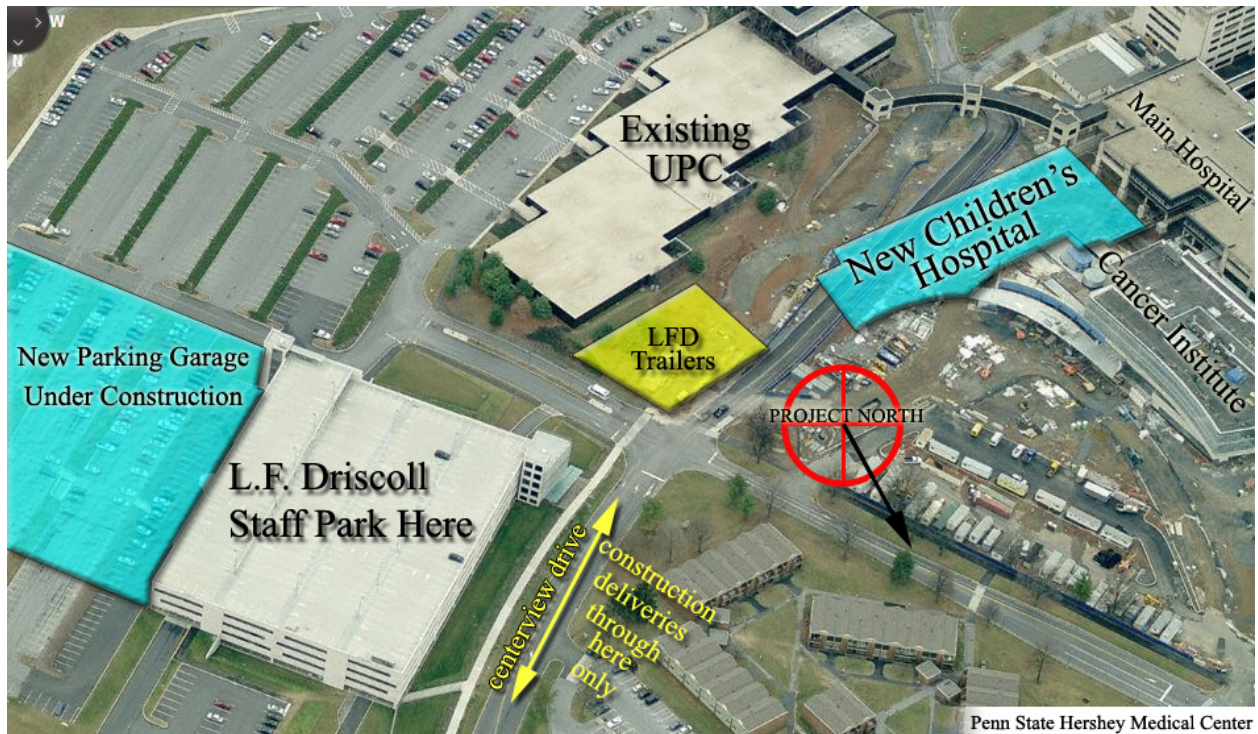 W
N
Existing
UPC
Main Hospital
New Children's
Hospital
Cancer Institute
LFD
Trailers
New Parking Garage
Under Construction
PROJECT NORTH
L.F. Driscoll
Staff Park Here
centerview drive
construction
deliveries
through
here
only
Penn State Hershey Medical Center